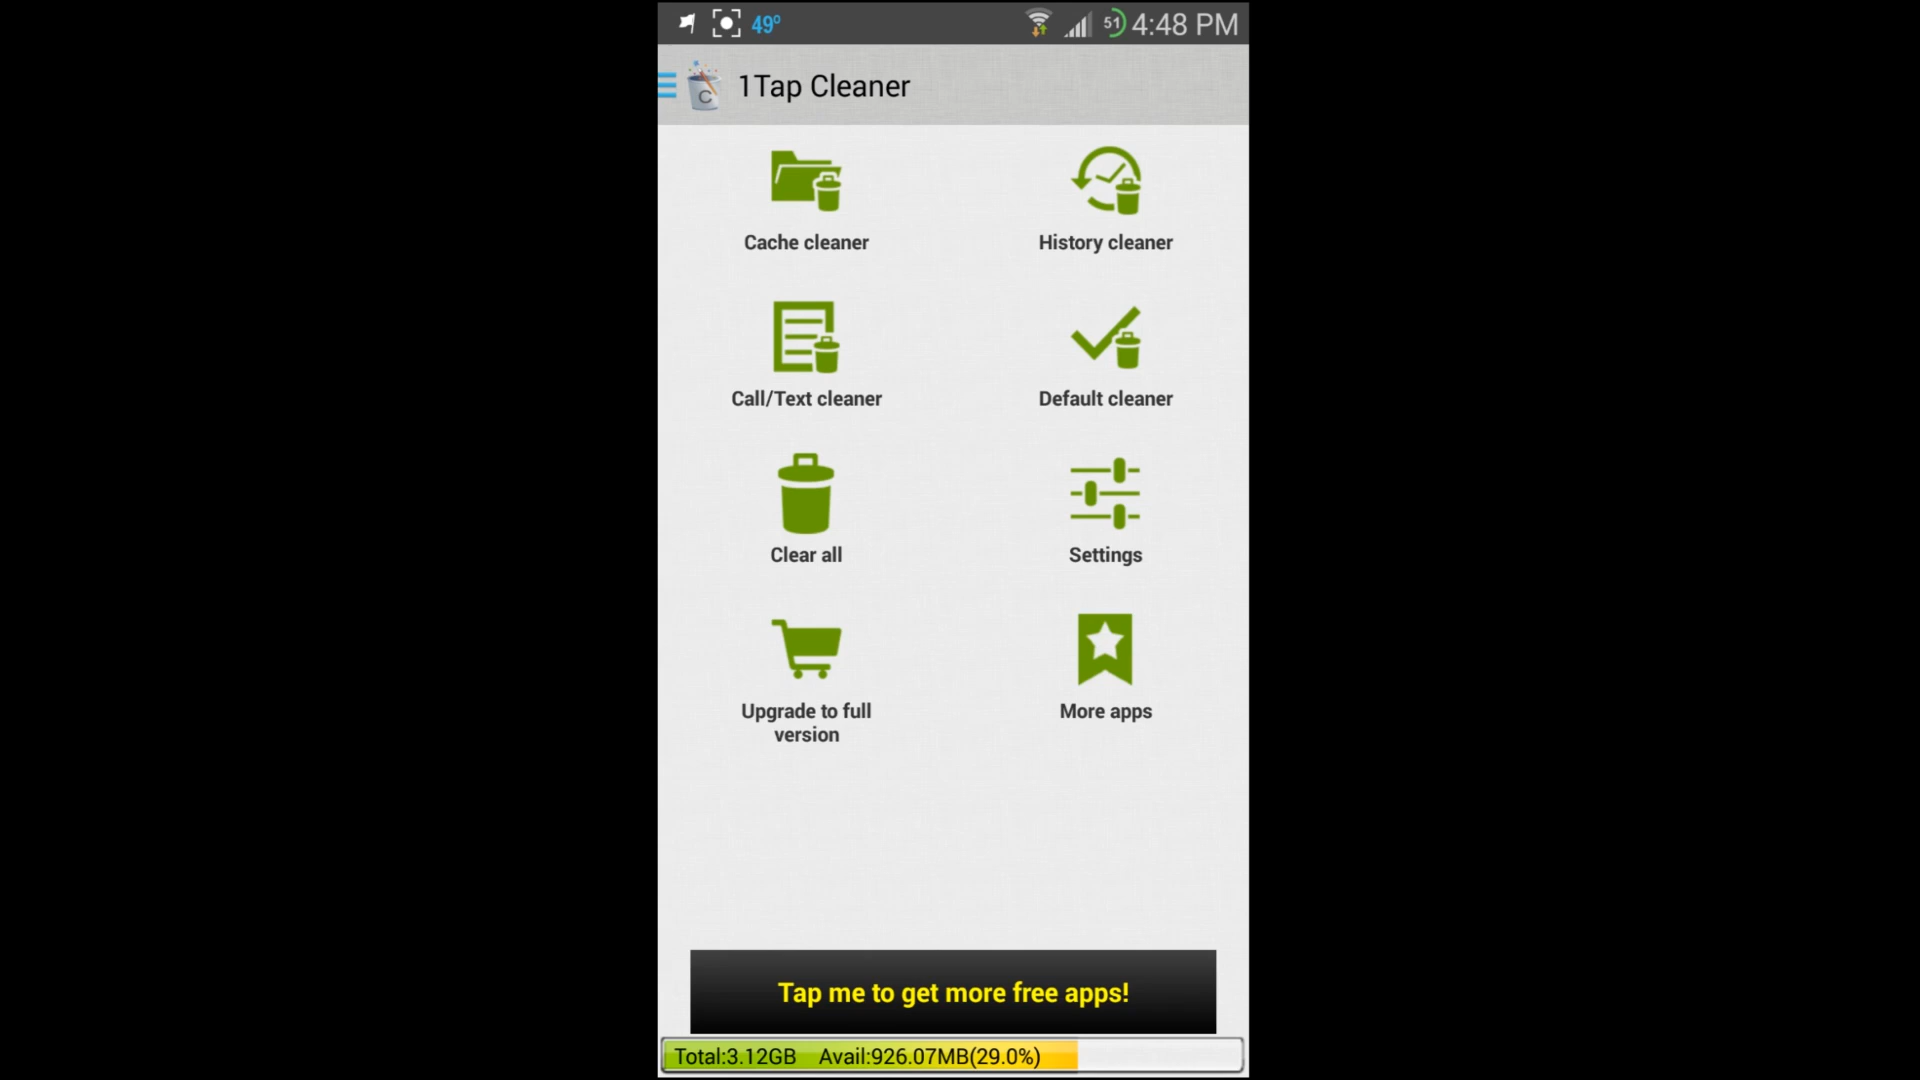 49° 51 4:48 PM
C 1Tap Cleaner
Cache cleaner
History cleaner
Call/Text cleaner
Default cleaner
Clear all
Settings
Upgrade to full
version
More apps
Tap me to get more free apps!
Total:3.12GB Avail:926.07MB(29.0%)